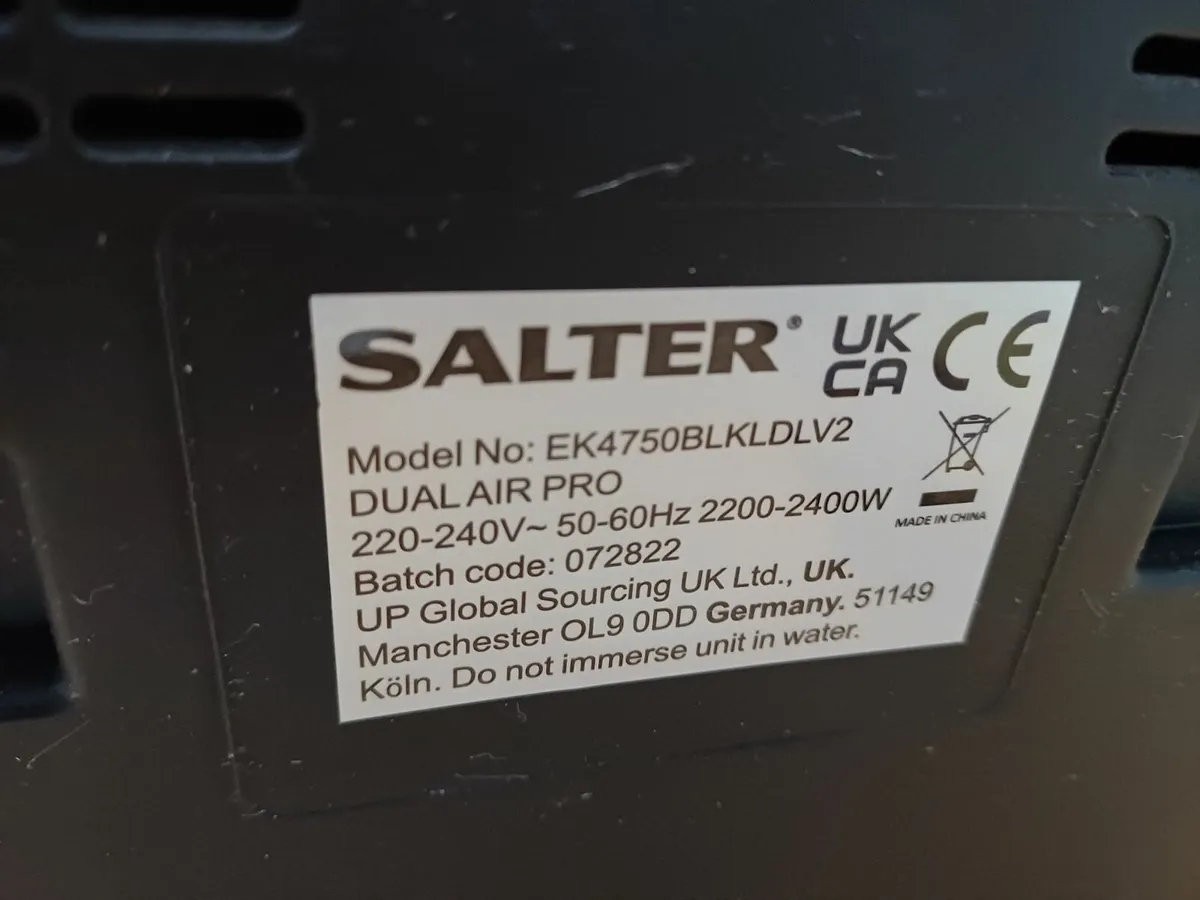 SALTER®
UK
CA
CE
Model No: EK4750BLKLDLV2
DUAL AIR PRO
220-240V~ 50-60Hz 2200-2400W
MADE IN CHINA
Batch code: 072822
UP Global Sourcing UK Ltd., UK.
Manchester OL9 0DD Germany. 51149
Köln. Do not immerse unit in water.